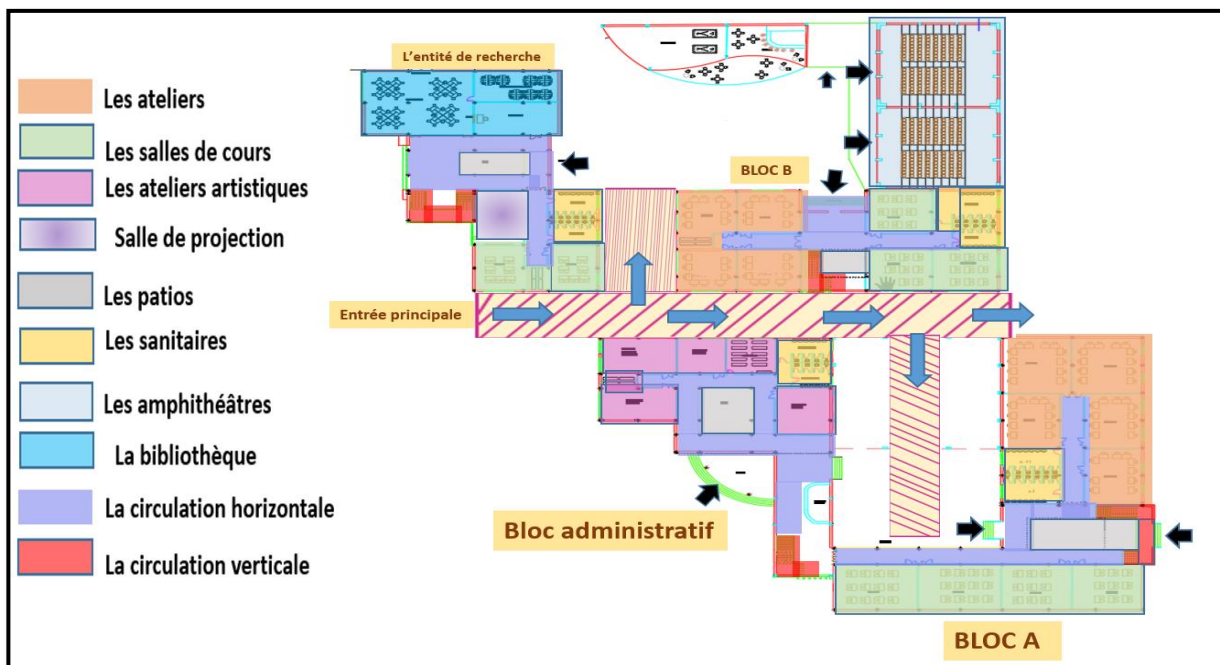 L'entité de recherche
Les ateliers
Les salles de cours
Les ateliers artistiques
Salle de projection
Les patios
Les sanitaires
Les amphithéâtres
La bibliothèque
La circulation horizontale
La circulation verticale
BLOC B
Entrée principale
Bloc administratif
BLOC A